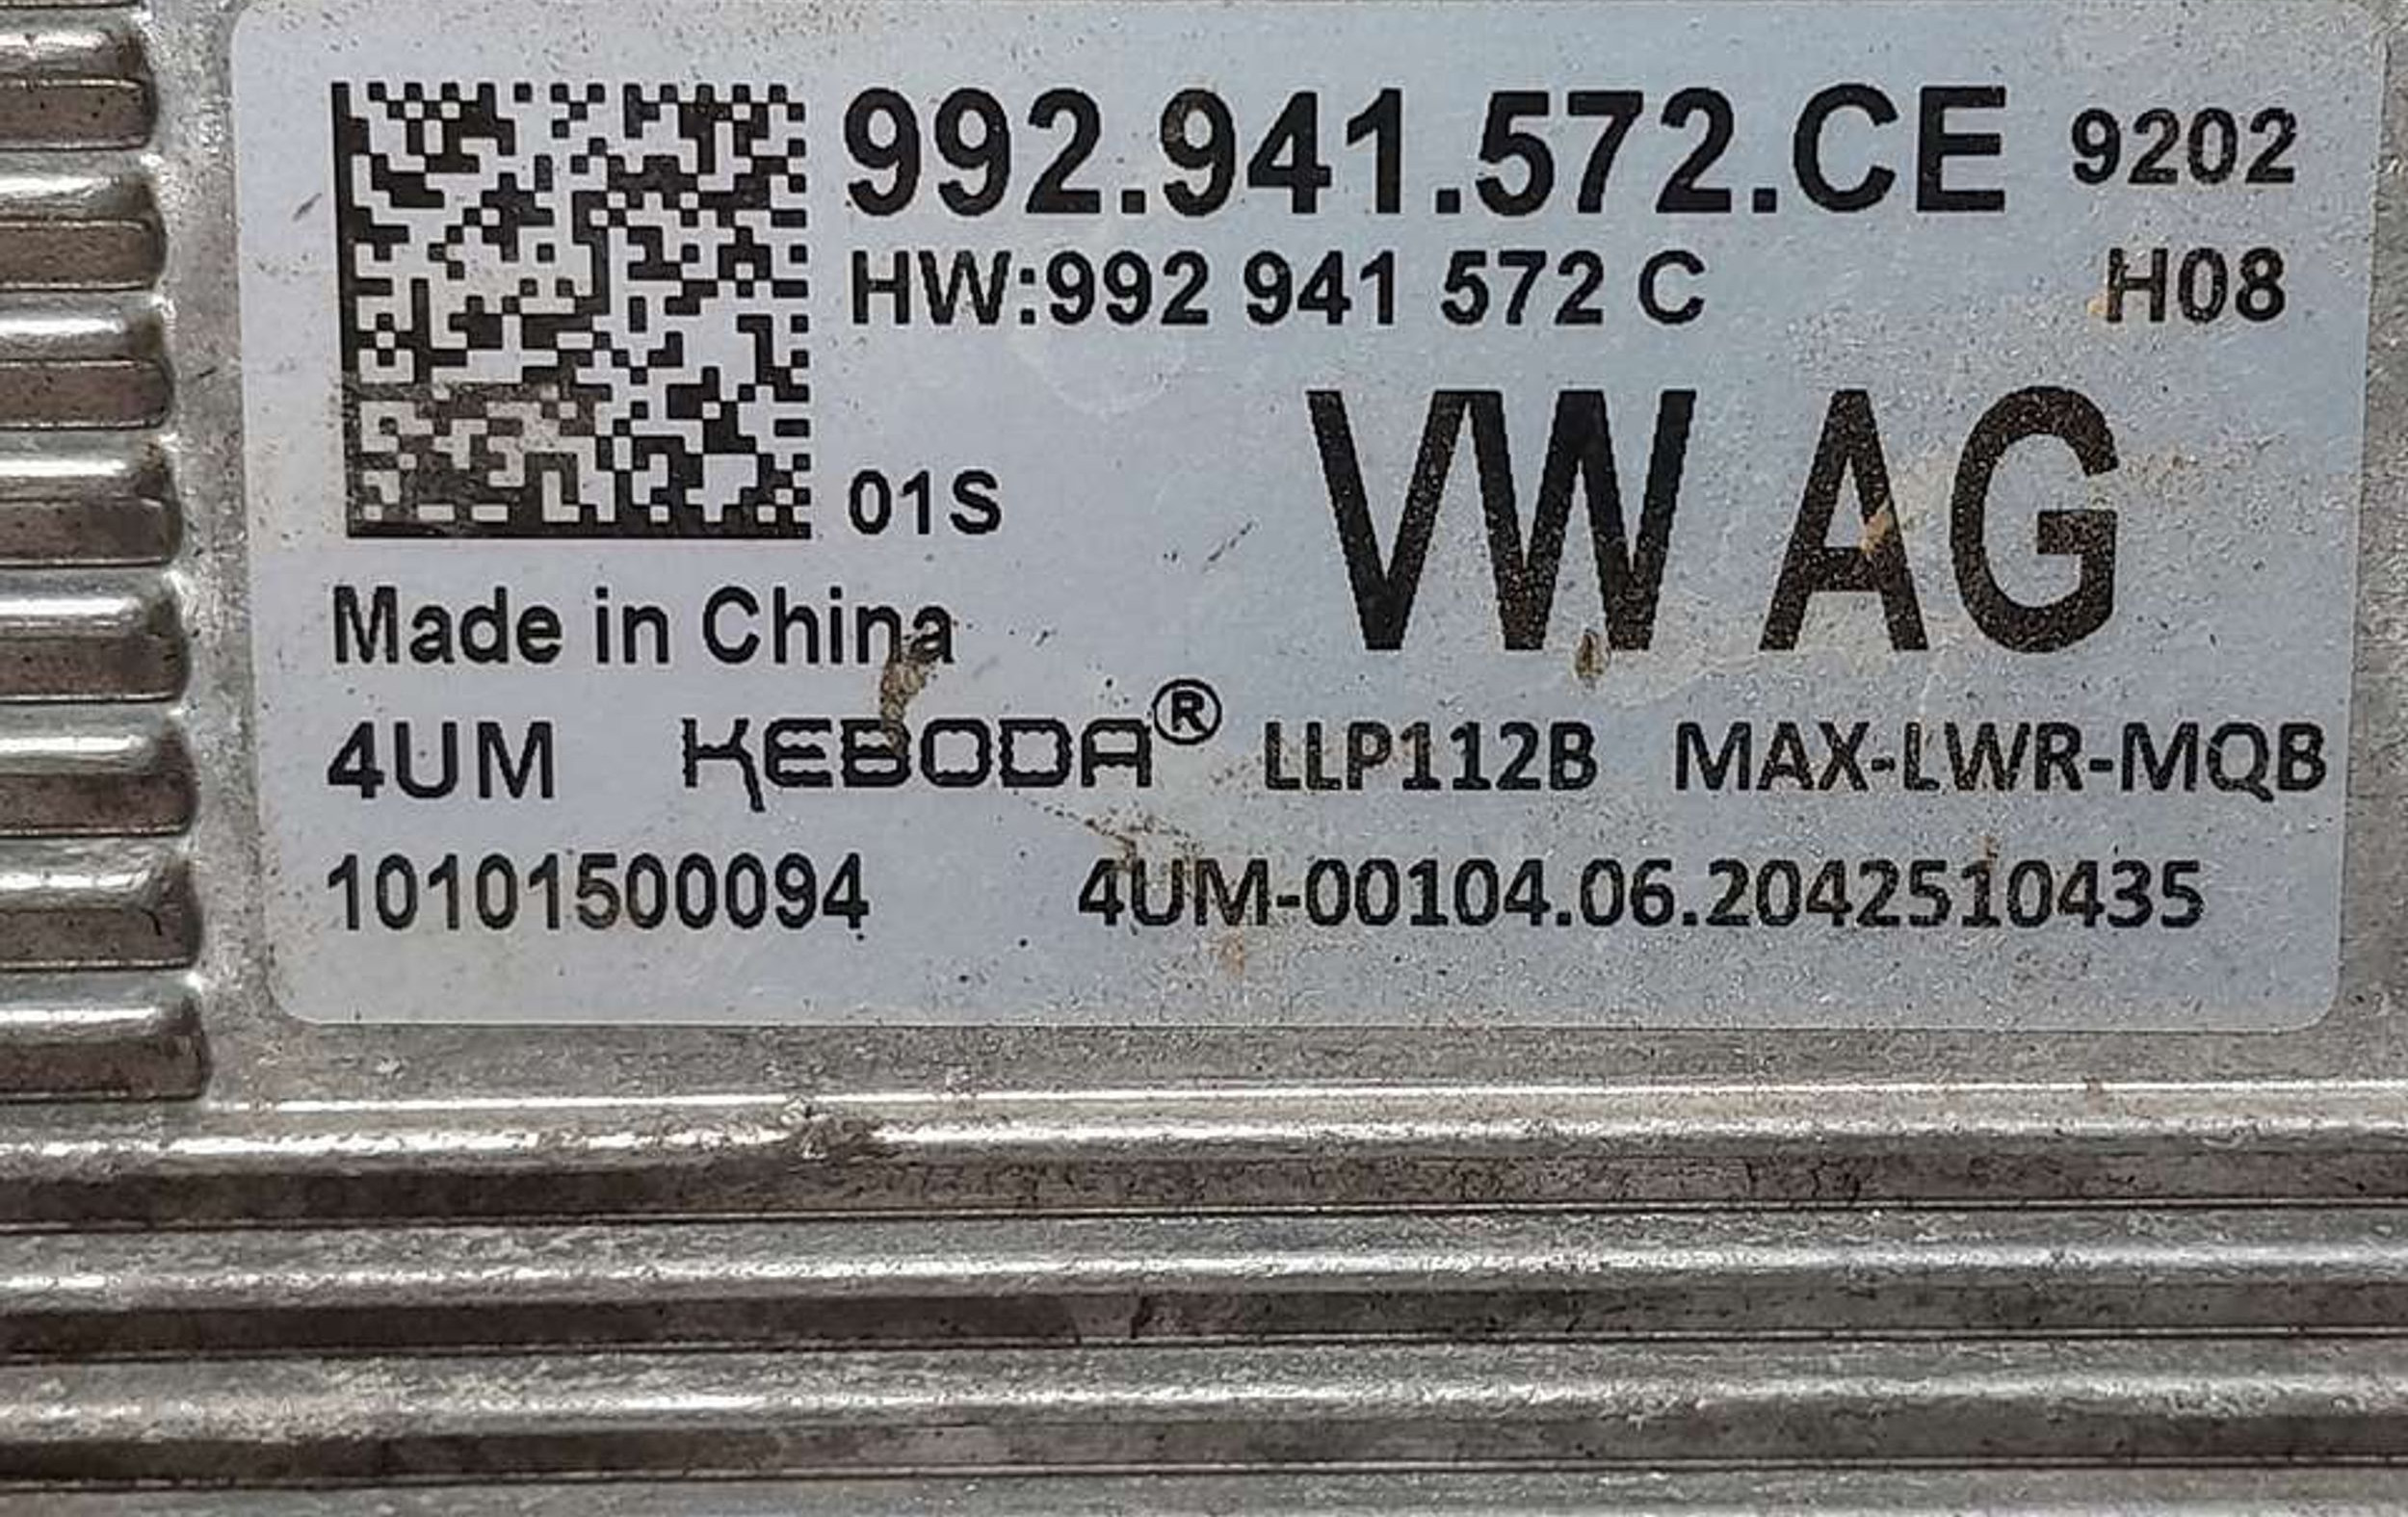 992.941.572.CE 9202
HW:992 941 572 C H08
01S
VW AG
Made in China
4UM KEBODA® LLP112B MAX-LWR-MQB
10101500094 4UM-00104.06.2042510435